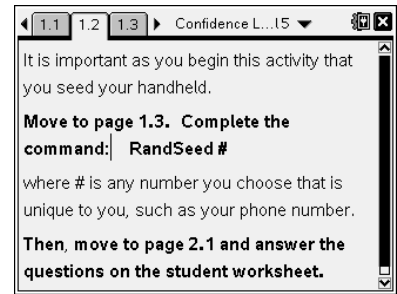 1.1 1.2 1.3 Confidence L...l5
It is important as you begin this activity that
you seed your handheld.
Move to page 1.3. Complete the
command: RandSeed #
where # is any number you choose that is
unique to you, such as your phone number.
Then, move to page 2.1 and answer the
questions on the student worksheet.